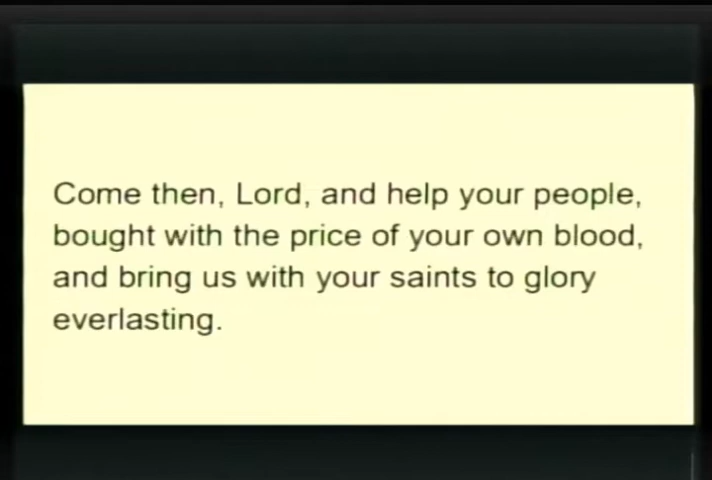 Come then, Lord, and help your people,
bought with the price of your own blood,
and bring us with your saints to glory
everlasting.